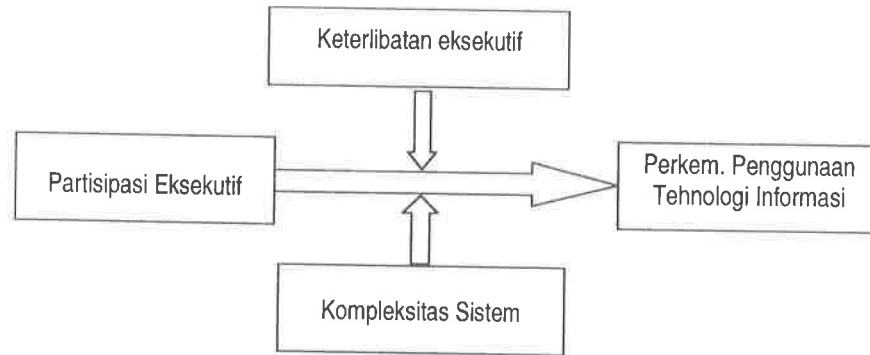 Keterlibatan eksekutif
Partisipasi Eksekutif
Perkem. Penggunaan
Tehnologi Informasi
Kompleksitas Sistem